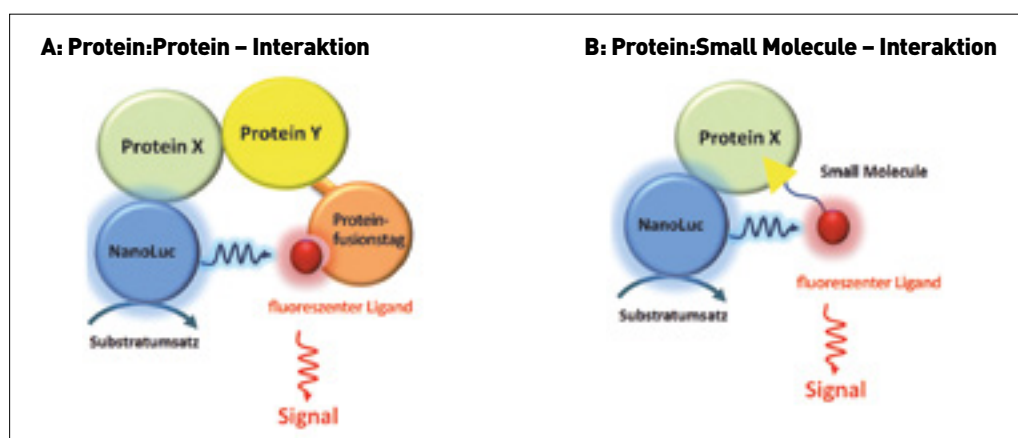 A: Protein:Protein – Interaktion
Protein X
Protein Y
NanoLuc
Protein-
fusionstag
fluoreszenter Ligand
Substratumsatz
Signal
B: Protein:Small Molecule – Interaktion
Protein X
Small Molecule
NanoLuc
fluoreszenter Ligand
Substratumsatz
Signal